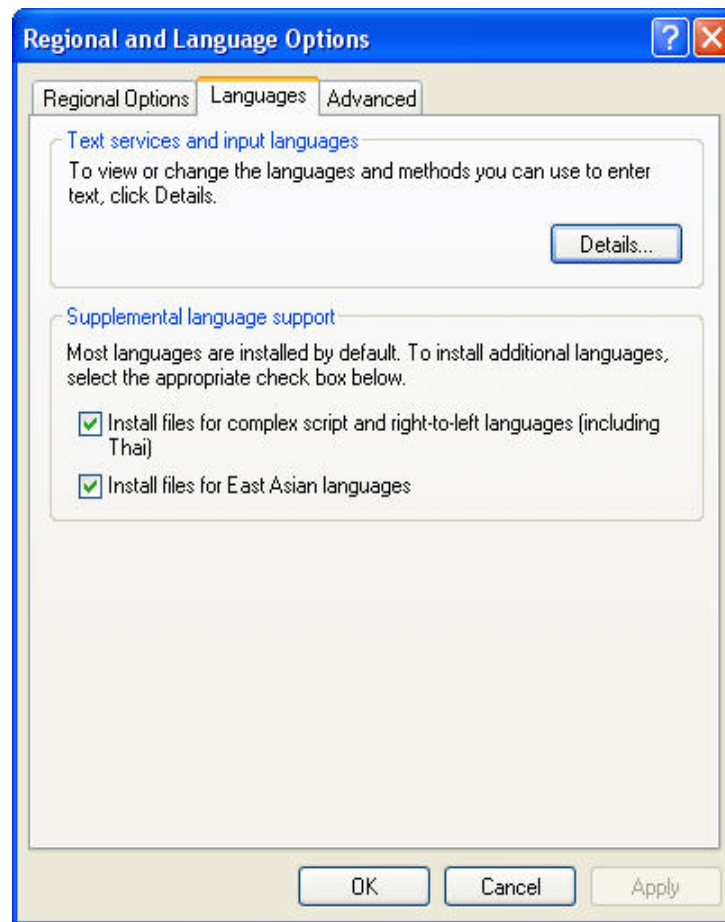 Regional and Language Options
Regional Options
Languages
Advanced
Text services and input languages
To view or change the languages and methods you can use to enter
text, click Details.
Details...
Supplemental language support
Most languages are installed by default. To install additional languages,
select the appropriate check box below.
Install files for complex script and right-to-left languages (including
Thai)
Install files for East Asian languages
OK
Cancel
Apply